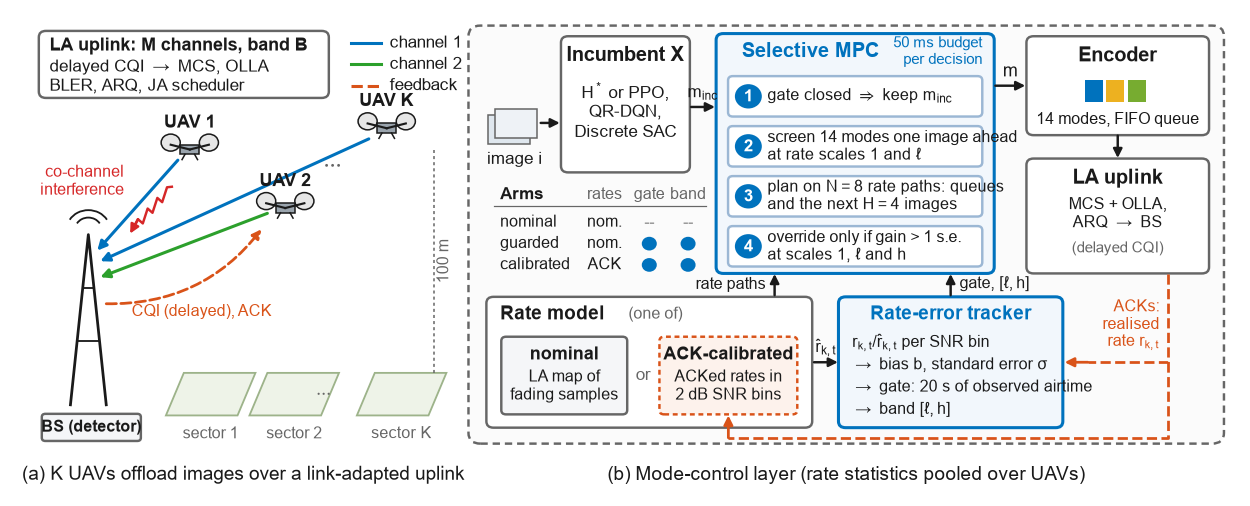 LA uplink: M channels, band B
delayed CQI → MCS, OLLA
BLER, ARQ, JA scheduler
channel 1
channel 2
feedback
UAV K
UAV 1
...
UAV 2
co-channel
interference
100 m
CQI (delayed), ACK
BS (detector)
...
sector 1
sector 2
sector K
(a) K UAVs offload images over a link-adapted uplink
image i
Incumbent X
H* or PPO,
QR-DQN,
Discrete SAC
m_inc
Selective MPC
50 ms budget
per decision
1 gate closed ⇒ keep m_inc
2 screen 14 modes one image ahead
at rate scales 1 and ℓ
3 plan on N = 8 rate paths: queues
and the next H = 4 images
4 override only if gain > 1 s.e.
at scales 1, ℓ and h
m
Encoder
14 modes, FIFO queue
LA uplink
MCS + OLLA,
ARQ → BS
(delayed CQI)
Arms rates gate band
nominal nom. -- --
guarded nom.
calibrated ACK
rate paths
gate, [ℓ, h]
Rate model (one of)
nominal
LA map of
fading samples
or
ACK-calibrated
ACKed rates in
2 dB SNR bins
r̂_k,t
Rate-error tracker
r_k,t/r̂_k,t per SNR bin
→ bias b, standard error σ
→ gate: 20 s of observed airtime
→ band [ℓ, h]
ACKs:
realised
rate r_k,t
(b) Mode-control layer (rate statistics pooled over UAVs)